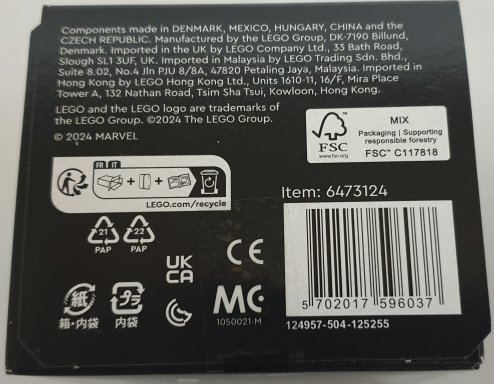 Components made in DENMARK, MEXICO, HUNGARY, CHINA and the
CZECH REPUBLIC. Manufactured by the LEGO Group, DK-7190 Billund,
Denmark. Imported in the UK by LEGO Company Ltd., 33 Bath Road,
Slough SL1 3UF, UK. Imported in Malaysia by LEGO Trading Sdn. Bhd.,
Suite 8.02, No.4 Jln PJU 8/8A, 47820 Petaling Jaya, Malaysia. Imported in
Hong Kong by LEGO Hong Kong Ltd., Units 1610-11, 16/F, Mira Place
Tower A, 132 Nathan Road, Tsim Sha Tsui, Kowloon, Hong Kong.
LEGO and the LEGO logo are trademarks of
the LEGO Group. ©2024 The LEGO Group.
© 2024 MARVEL
FSC
www.fsc.org
MIX
Packaging | Supporting
responsible forestry
FSC™ C117818
FR IT
LEGO.com/recycle
Item: 6473124
21
PAP
22
PAP
UK
CA
CE
紙
箱・内袋
プラ
内袋
MC
1050021-M
5 702017 596037
124957-504-125255